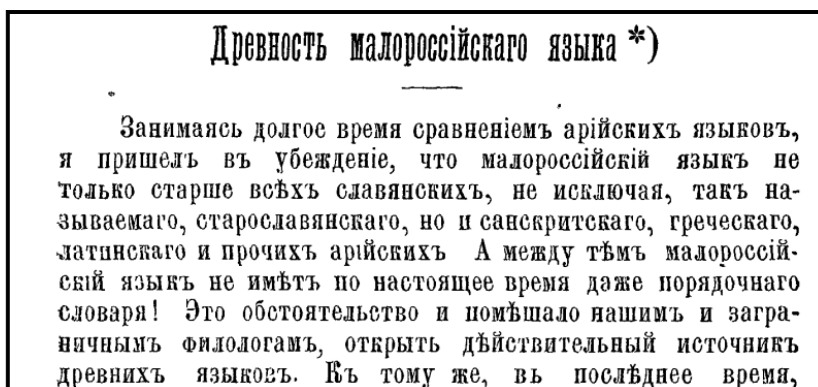 Древность малороссійскаго языка *)
Занимаясь долгое время сравненіемъ арійскихъ языковъ,
я пришелъ въ убежденіе, что малороссійскій языкъ не
только старше всѣхъ славянскихъ, не исключая, такъ на-
зываемаго, старославянскаго, но и санскритскаго, греческаго,
латинскаго и прочихъ арійскихъ А между тѣмъ малороссій-
скій языкъ не имѣтъ по настоящее время даже порядочнаго
словаря! Это обстоятельство и помѣшало нашимъ и загра-
ничнымъ филологамъ, открыть дѣйствительный источникъ
древнихъ языковъ. Къ тому же, вь послѣднее время,